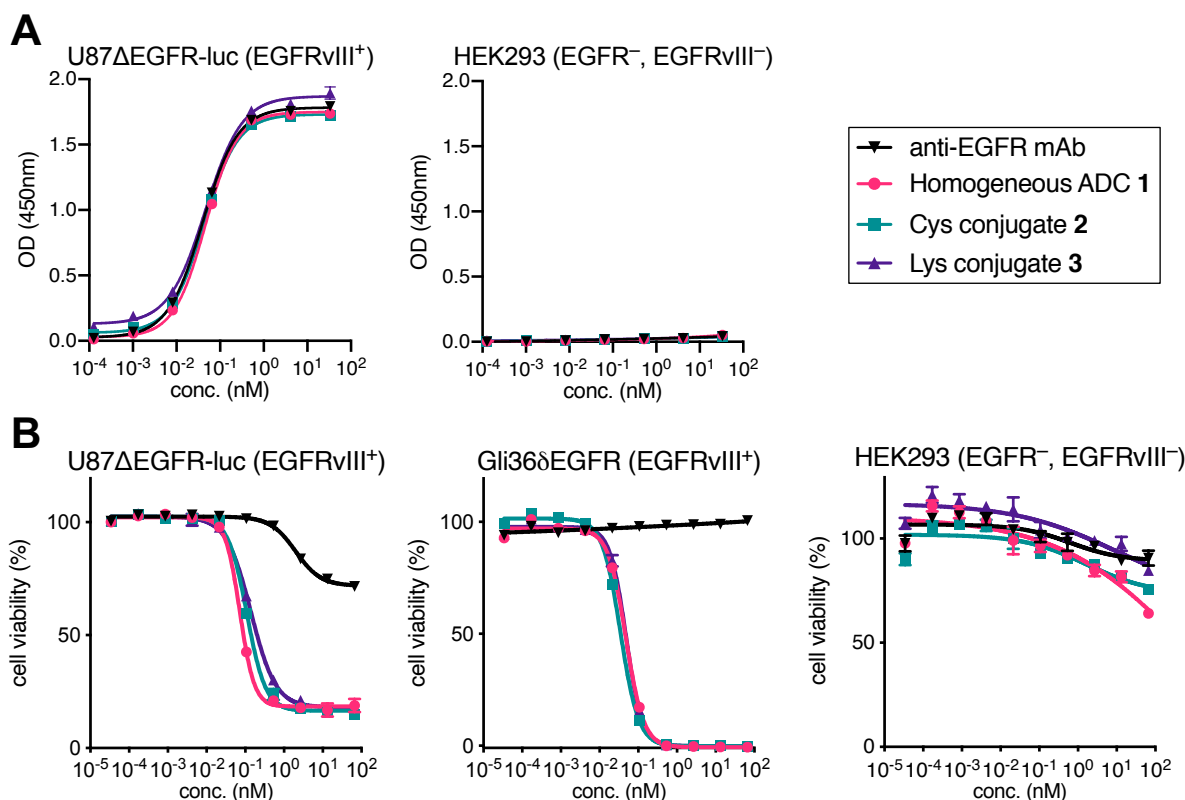 A
U87ΔEGFR-luc (EGFRvIII⁺)
HEK293 (EGFR⁻, EGFRvIII⁻)
OD (450nm)
2.0
1.5
1.0
0.5
0.0
10⁻⁴ 10⁻³ 10⁻² 10⁻¹ 10⁰ 10¹ 10²
conc. (nM)
OD (450nm)
2.0
1.5
1.0
0.5
0.0
10⁻⁴ 10⁻³ 10⁻² 10⁻¹ 10⁰ 10¹ 10²
conc. (nM)
anti-EGFR mAb
Homogeneous ADC 1
Cys conjugate 2
Lys conjugate 3
B
U87ΔEGFR-luc (EGFRvIII⁺)
Gli36δEGFR (EGFRvIII⁺)
HEK293 (EGFR⁻, EGFRvIII⁻)
cell viability (%)
100
50
0
10⁻⁵ 10⁻⁴ 10⁻³ 10⁻² 10⁻¹ 10⁰ 10¹ 10²
conc. (nM)
cell viability (%)
100
50
0
10⁻⁵ 10⁻⁴ 10⁻³ 10⁻² 10⁻¹ 10⁰ 10¹ 10²
conc. (nM)
cell viability (%)
100
50
0
10⁻⁵ 10⁻⁴ 10⁻³ 10⁻² 10⁻¹ 10⁰ 10¹ 10²
conc. (nM)